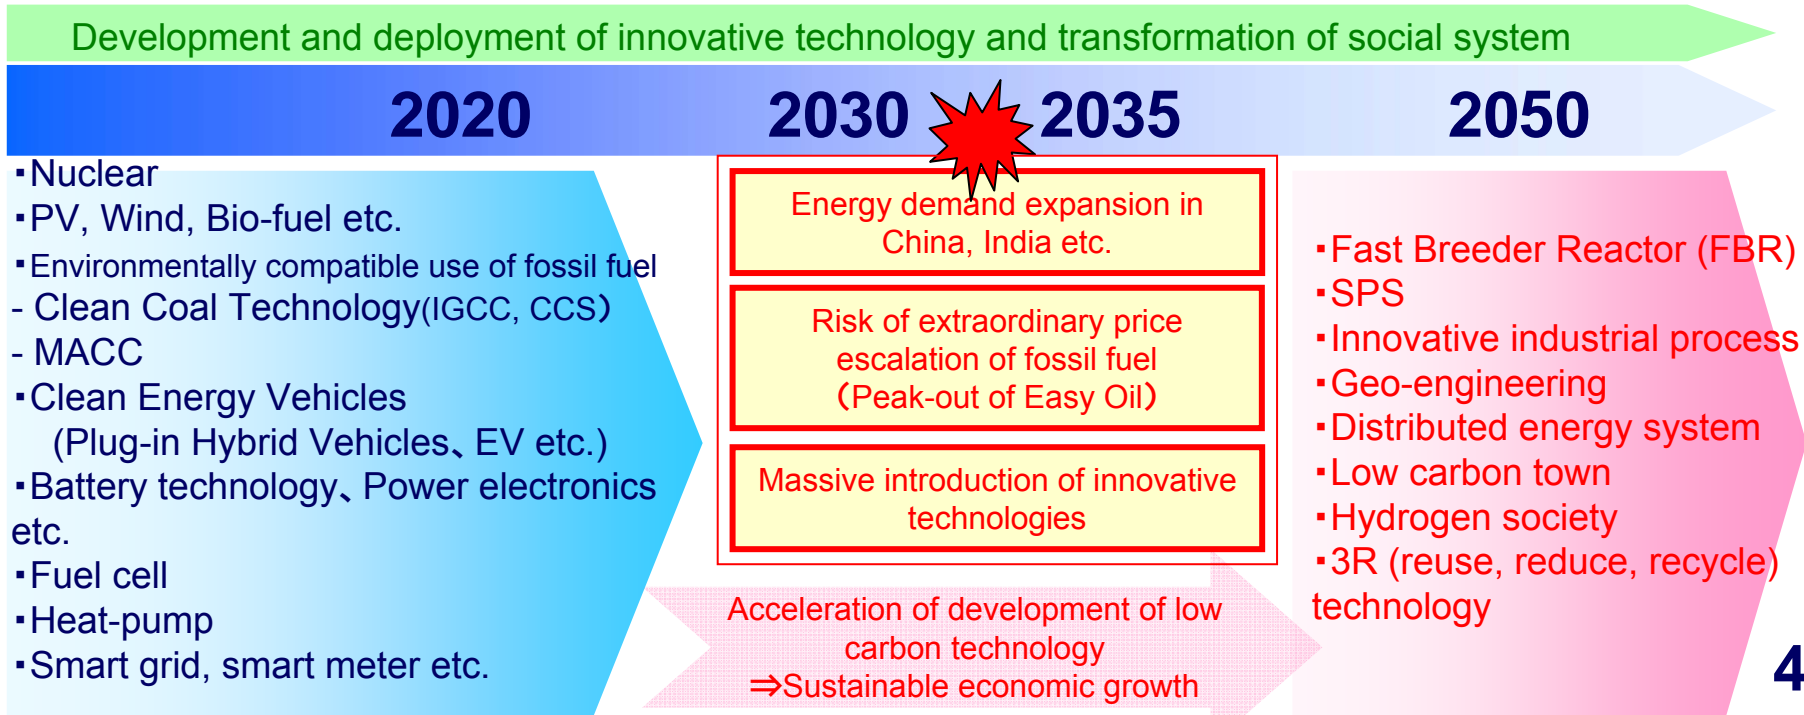 Development and deployment of innovative technology and transformation of social system
2020
2030
2035
2050
・Nuclear
・PV, Wind, Bio-fuel etc.
・Environmentally compatible use of fossil fuel
- Clean Coal Technology(IGCC, CCS）
- MACC
・Clean Energy Vehicles
(Plug-in Hybrid Vehicles、EV etc.)
・Battery technology、Power electronics
etc.
・Fuel cell
・Heat-pump
・Smart grid, smart meter etc.
Energy demand expansion in
China, India etc.
Risk of extraordinary price
escalation of fossil fuel
（Peak-out of Easy Oil）
Massive introduction of innovative
technologies
Acceleration of development of low
carbon technology
⇒Sustainable economic growth
・Fast Breeder Reactor (FBR)
・SPS
・Innovative industrial process
・Geo-engineering
・Distributed energy system
・Low carbon town
・Hydrogen society
・3R (reuse, reduce, recycle)
technology
4